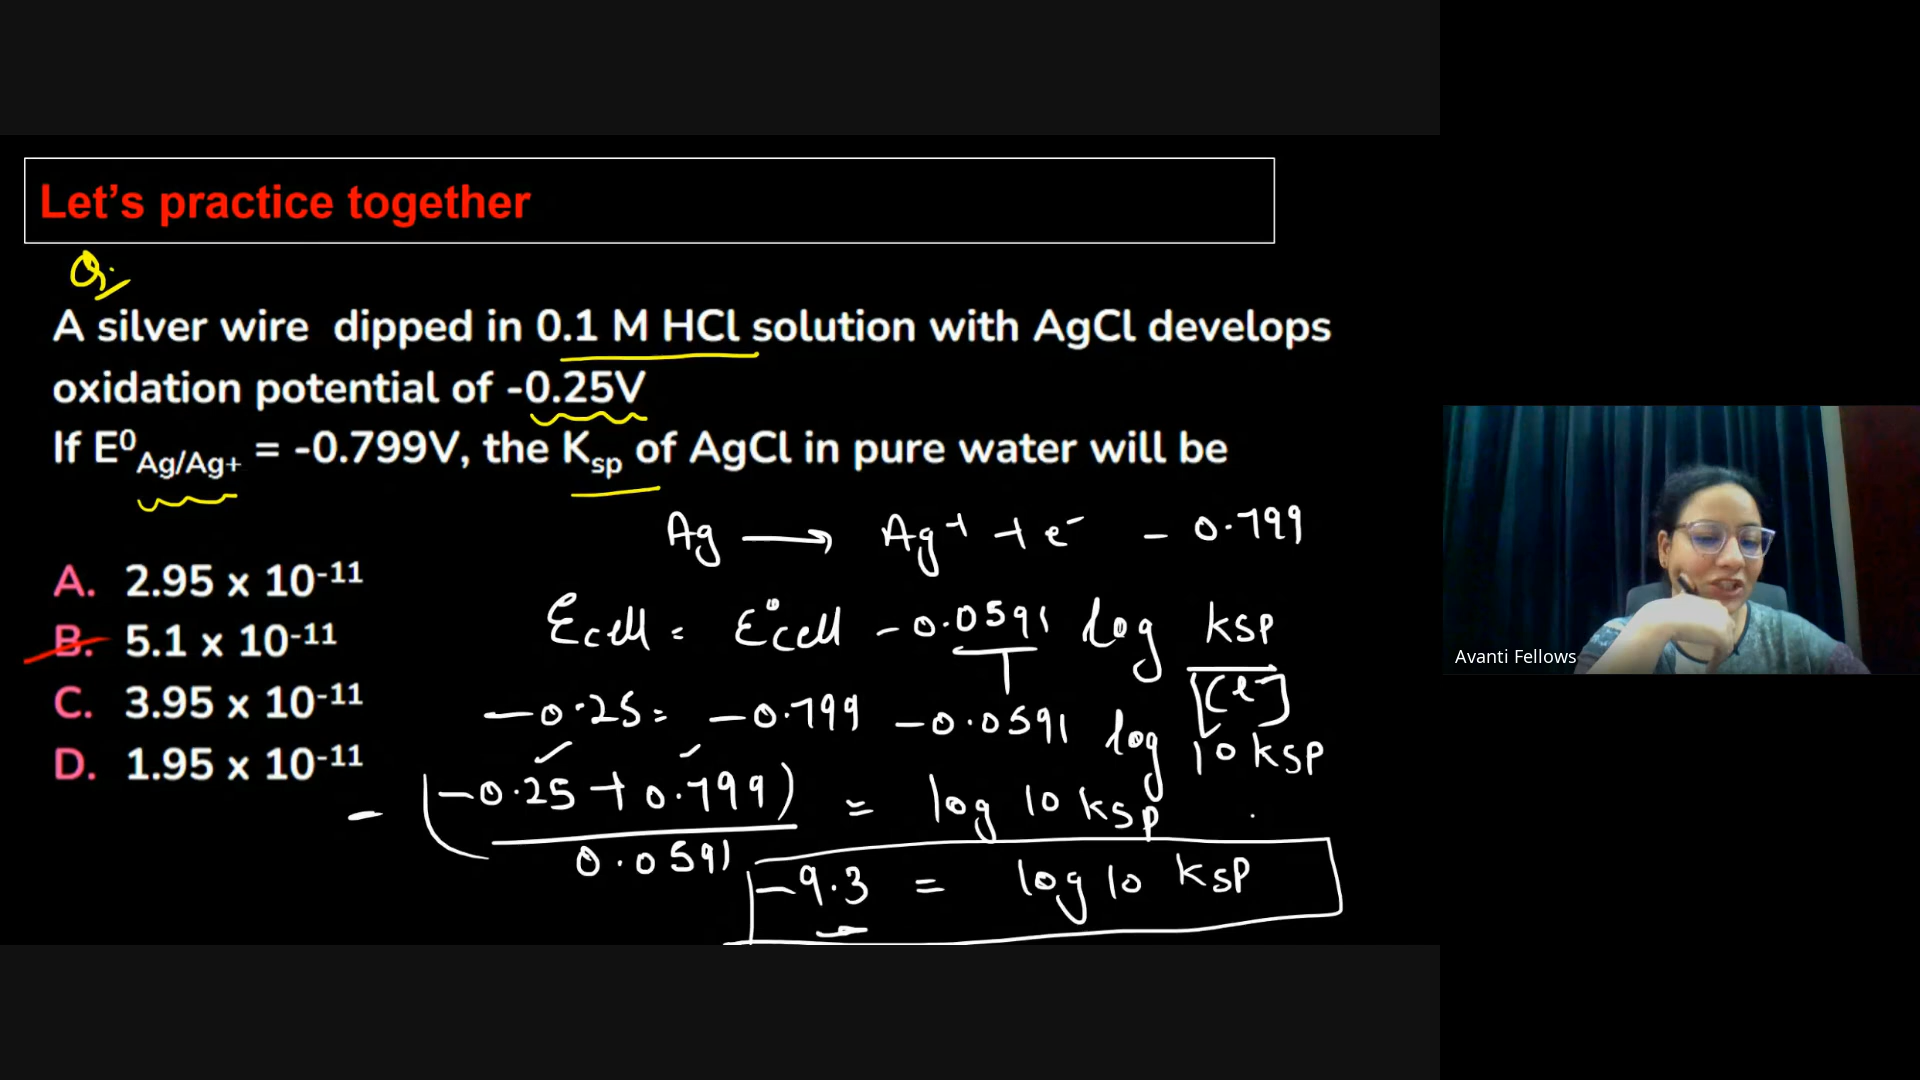 Let's practice together
Q.
A silver wire dipped in 0.1 M HCl solution with AgCl develops
oxidation potential of -0.25V
If E⁰Ag/Ag+ = -0.799V, the Ksp of AgCl in pure water will be
Ag → Ag⁺ + e⁻ - 0.799
A. 2.95 x 10⁻¹¹
B. 5.1 x 10⁻¹¹
C. 3.95 x 10⁻¹¹
D. 1.95 x 10⁻¹¹
Ecell = E°cell - 0.0591/1 log ksp/[Cl⁻]
-0.25 = -0.799 - 0.0591 log 10 ksp
- (-0.25 + 0.799)/0.0591 = log 10 ksp
-9.3 = log 10 ksp
Avanti Fellows